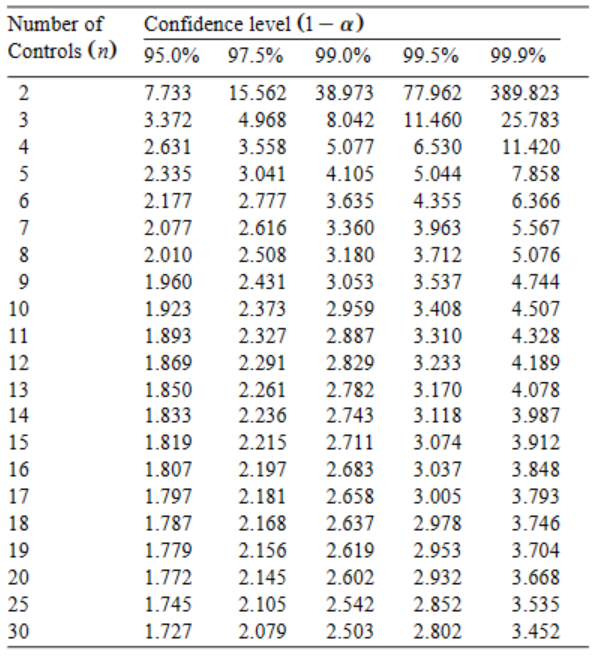 Number of Confidence level (1 − α)
Controls (n) 95.0% 97.5% 99.0% 99.5% 99.9%
2 7.733 15.562 38.973 77.962 389.823
3 3.372 4.968 8.042 11.460 25.783
4 2.631 3.558 5.077 6.530 11.420
5 2.335 3.041 4.105 5.044 7.858
6 2.177 2.777 3.635 4.355 6.366
7 2.077 2.616 3.360 3.963 5.567
8 2.010 2.508 3.180 3.712 5.076
9 1.960 2.431 3.053 3.537 4.744
10 1.923 2.373 2.959 3.408 4.507
11 1.893 2.327 2.887 3.310 4.328
12 1.869 2.291 2.829 3.233 4.189
13 1.850 2.261 2.782 3.170 4.078
14 1.833 2.236 2.743 3.118 3.987
15 1.819 2.215 2.711 3.074 3.912
16 1.807 2.197 2.683 3.037 3.848
17 1.797 2.181 2.658 3.005 3.793
18 1.787 2.168 2.637 2.978 3.746
19 1.779 2.156 2.619 2.953 3.704
20 1.772 2.145 2.602 2.932 3.668
25 1.745 2.105 2.542 2.852 3.535
30 1.727 2.079 2.503 2.802 3.452